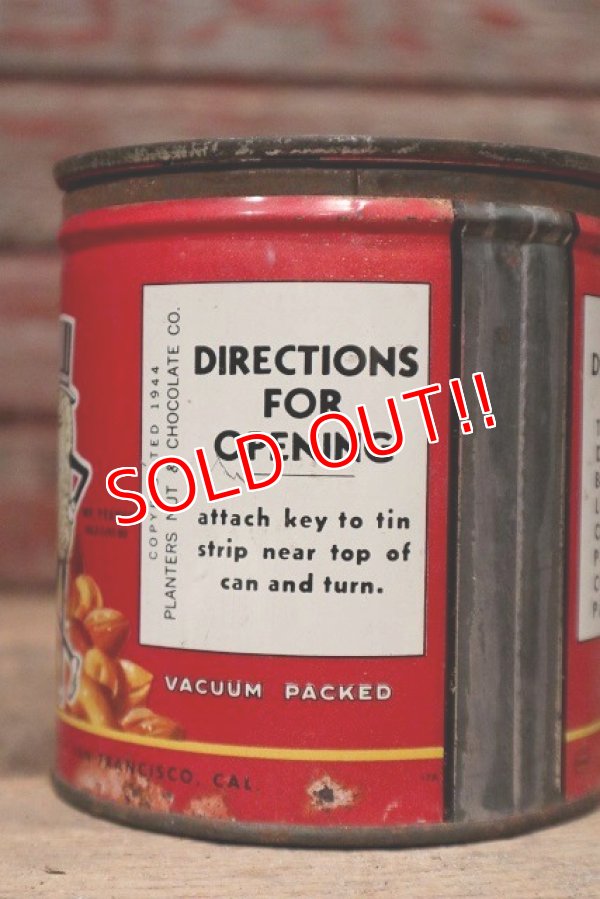 DIRECTIONS
FOR
OPENING
attach key to tin
strip near top of
can and turn.
COPYRIGHTED 1944
PLANTERS NUT & CHOCOLATE CO.
SOLD OUT!!
VACUUM PACKED
SAN FRANCISCO, CAL.